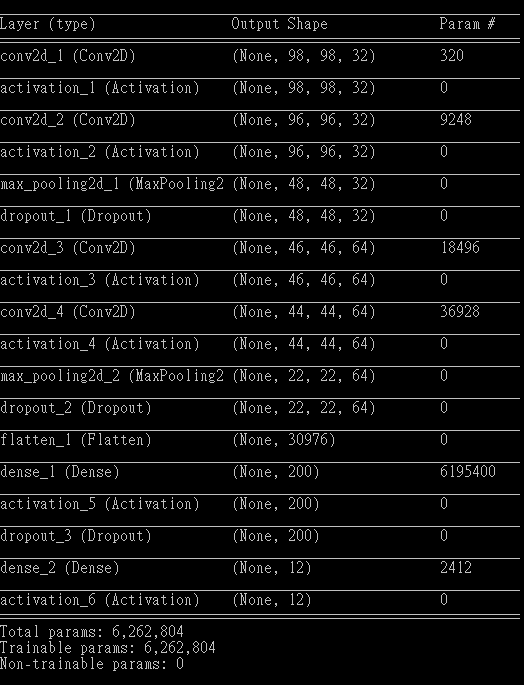 Layer (type) Output Shape Param #
conv2d_1 (Conv2D) (None, 98, 98, 32) 320
activation_1 (Activation) (None, 98, 98, 32) 0
conv2d_2 (Conv2D) (None, 96, 96, 32) 9248
activation_2 (Activation) (None, 96, 96, 32) 0
max_pooling2d_1 (MaxPooling2 (None, 48, 48, 32) 0
dropout_1 (Dropout) (None, 48, 48, 32) 0
conv2d_3 (Conv2D) (None, 46, 46, 64) 18496
activation_3 (Activation) (None, 46, 46, 64) 0
conv2d_4 (Conv2D) (None, 44, 44, 64) 36928
activation_4 (Activation) (None, 44, 44, 64) 0
max_pooling2d_2 (MaxPooling2 (None, 22, 22, 64) 0
dropout_2 (Dropout) (None, 22, 22, 64) 0
flatten_1 (Flatten) (None, 30976) 0
dense_1 (Dense) (None, 200) 6195400
activation_5 (Activation) (None, 200) 0
dropout_3 (Dropout) (None, 200) 0
dense_2 (Dense) (None, 12) 2412
activation_6 (Activation) (None, 12) 0
Total params: 6,262,804
Trainable params: 6,262,804
Non-trainable params: 0